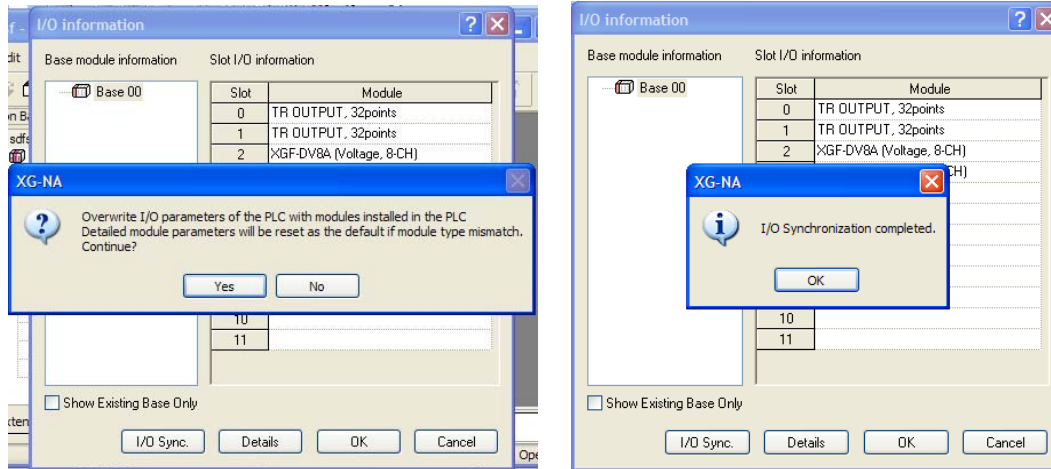 I/O information
dit
Base module information
Slot I/O information
Base 00
Slot
Module
0
TR OUTPUT, 32points
1
TR OUTPUT, 32points
2
XGF-DV8A (Voltage, 8-CH)
n B
sdfs
XG-NA
Overwrite I/O parameters of the PLC with modules installed in the PLC
Detailed module parameters will be reset as the default if module type mismatch.
Continue?
Yes
No
10
11
Show Existing Base Only
xten
I/O Sync.
Details
OK
Cancel
Ope
I/O information
Base module information
Slot I/O information
Base 00
Slot
Module
0
TR OUTPUT, 32points
1
TR OUTPUT, 32points
2
XGF-DV8A (Voltage, 8-CH)
CH)
XG-NA
I/O Synchronization completed.
OK
10
11
Show Existing Base Only
I/O Sync.
Details
OK
Cancel